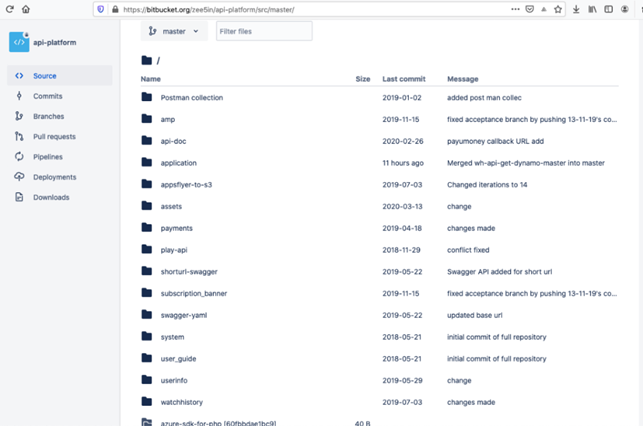 https://bitbucket.org/zee5in/api-platform/src/master/
api-platform
master
Filter files
/
Name Size Last commit Message
Source
Commits
Branches
Pull requests
Pipelines
Deployments
Downloads
Postman collection 2019-01-02 added post man collec
amp 2019-11-15 fixed acceptance branch by pushing 13-11-19's co...
api-doc 2020-02-26 payumoney callback URL add
application 11 hours ago Merged wh-api-get-dynamo-master into master
appsflyer-to-s3 2019-07-03 Changed iterations to 14
assets 2020-03-13 change
payments 2019-04-18 changes made
play-api 2018-11-29 conflict fixed
shorturl-swagger 2019-05-22 Swagger API added for short url
subscription_banner 2019-11-15 fixed acceptance branch by pushing 13-11-19's co...
swagger-yaml 2019-05-22 updated base url
system 2018-05-21 initial commit of full repository
user_guide 2018-05-21 initial commit of full repository
userinfo 2019-05-29 change
watchhistory 2019-07-03 changes made
azure-sdk-for-php [60fbbdae1bc9] 40 B